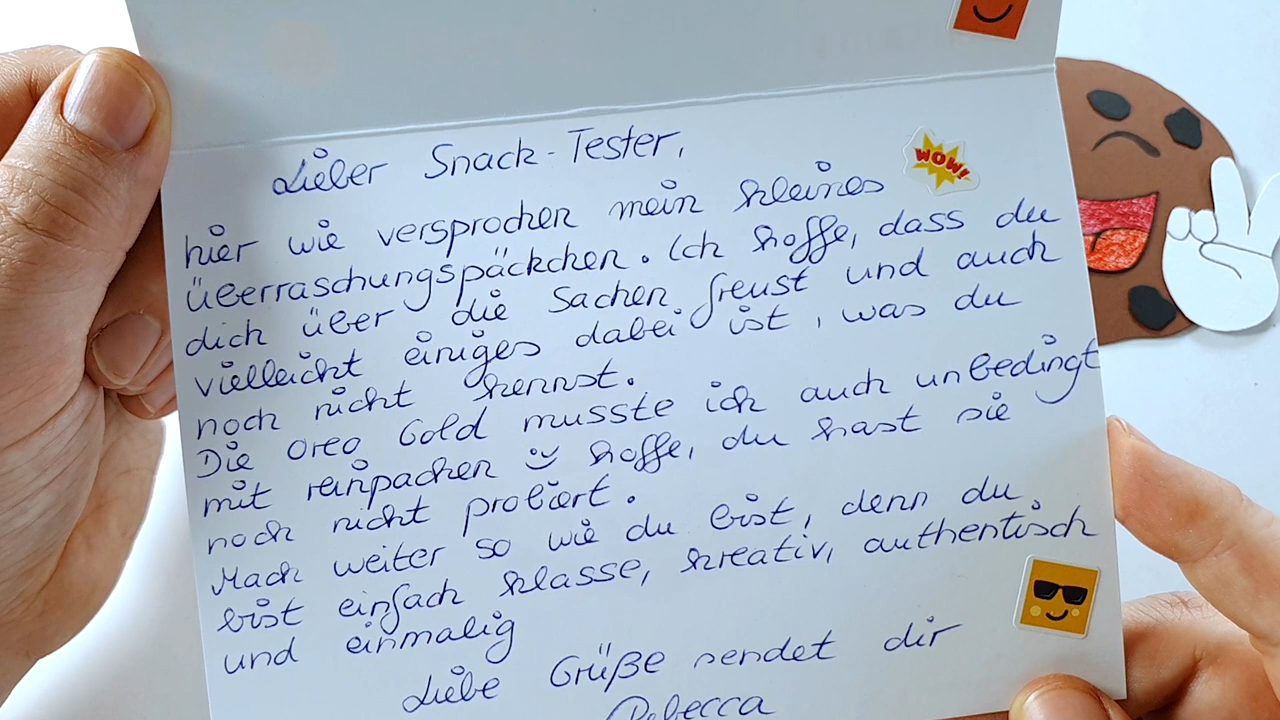 Lieber Snack-Tester,
WOW!
hier wie versprochen mein kleines
überraschungspäckchen. Ich hoffe, dass du
dich über die Sachen freust und auch
vielleicht einiges dabei ist, was du
noch nicht kennst.
Die Oreo Gold musste ich auch unbedingt
mit reinpacken hoffe, du hast sie
noch nicht probiert.
Mach weiter so wie du bist, denn du
bist einfach klasse, kreativ, authentisch
und einmalig
Liebe Grüße sendet dir
Rebecca